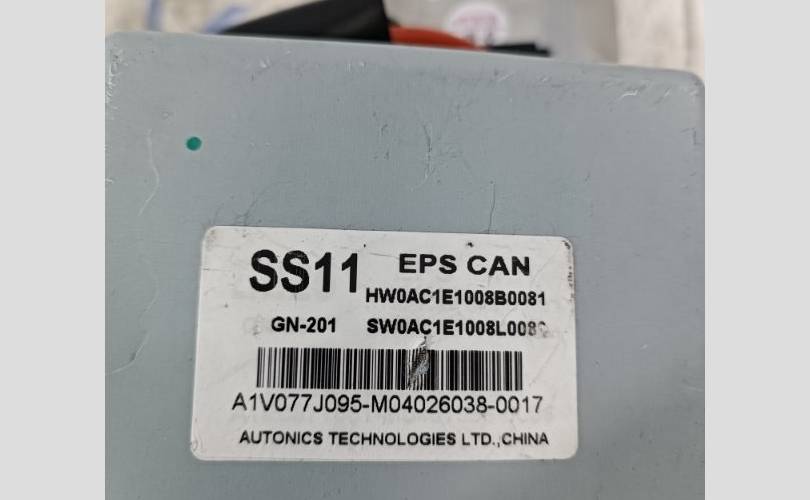 SS11 EPS CAN
HW0AC1E1008B0081
GN-201
A1V077J095-M04026038-0017
AUTONICS TECHNOLOGIES LTD.,CHINA